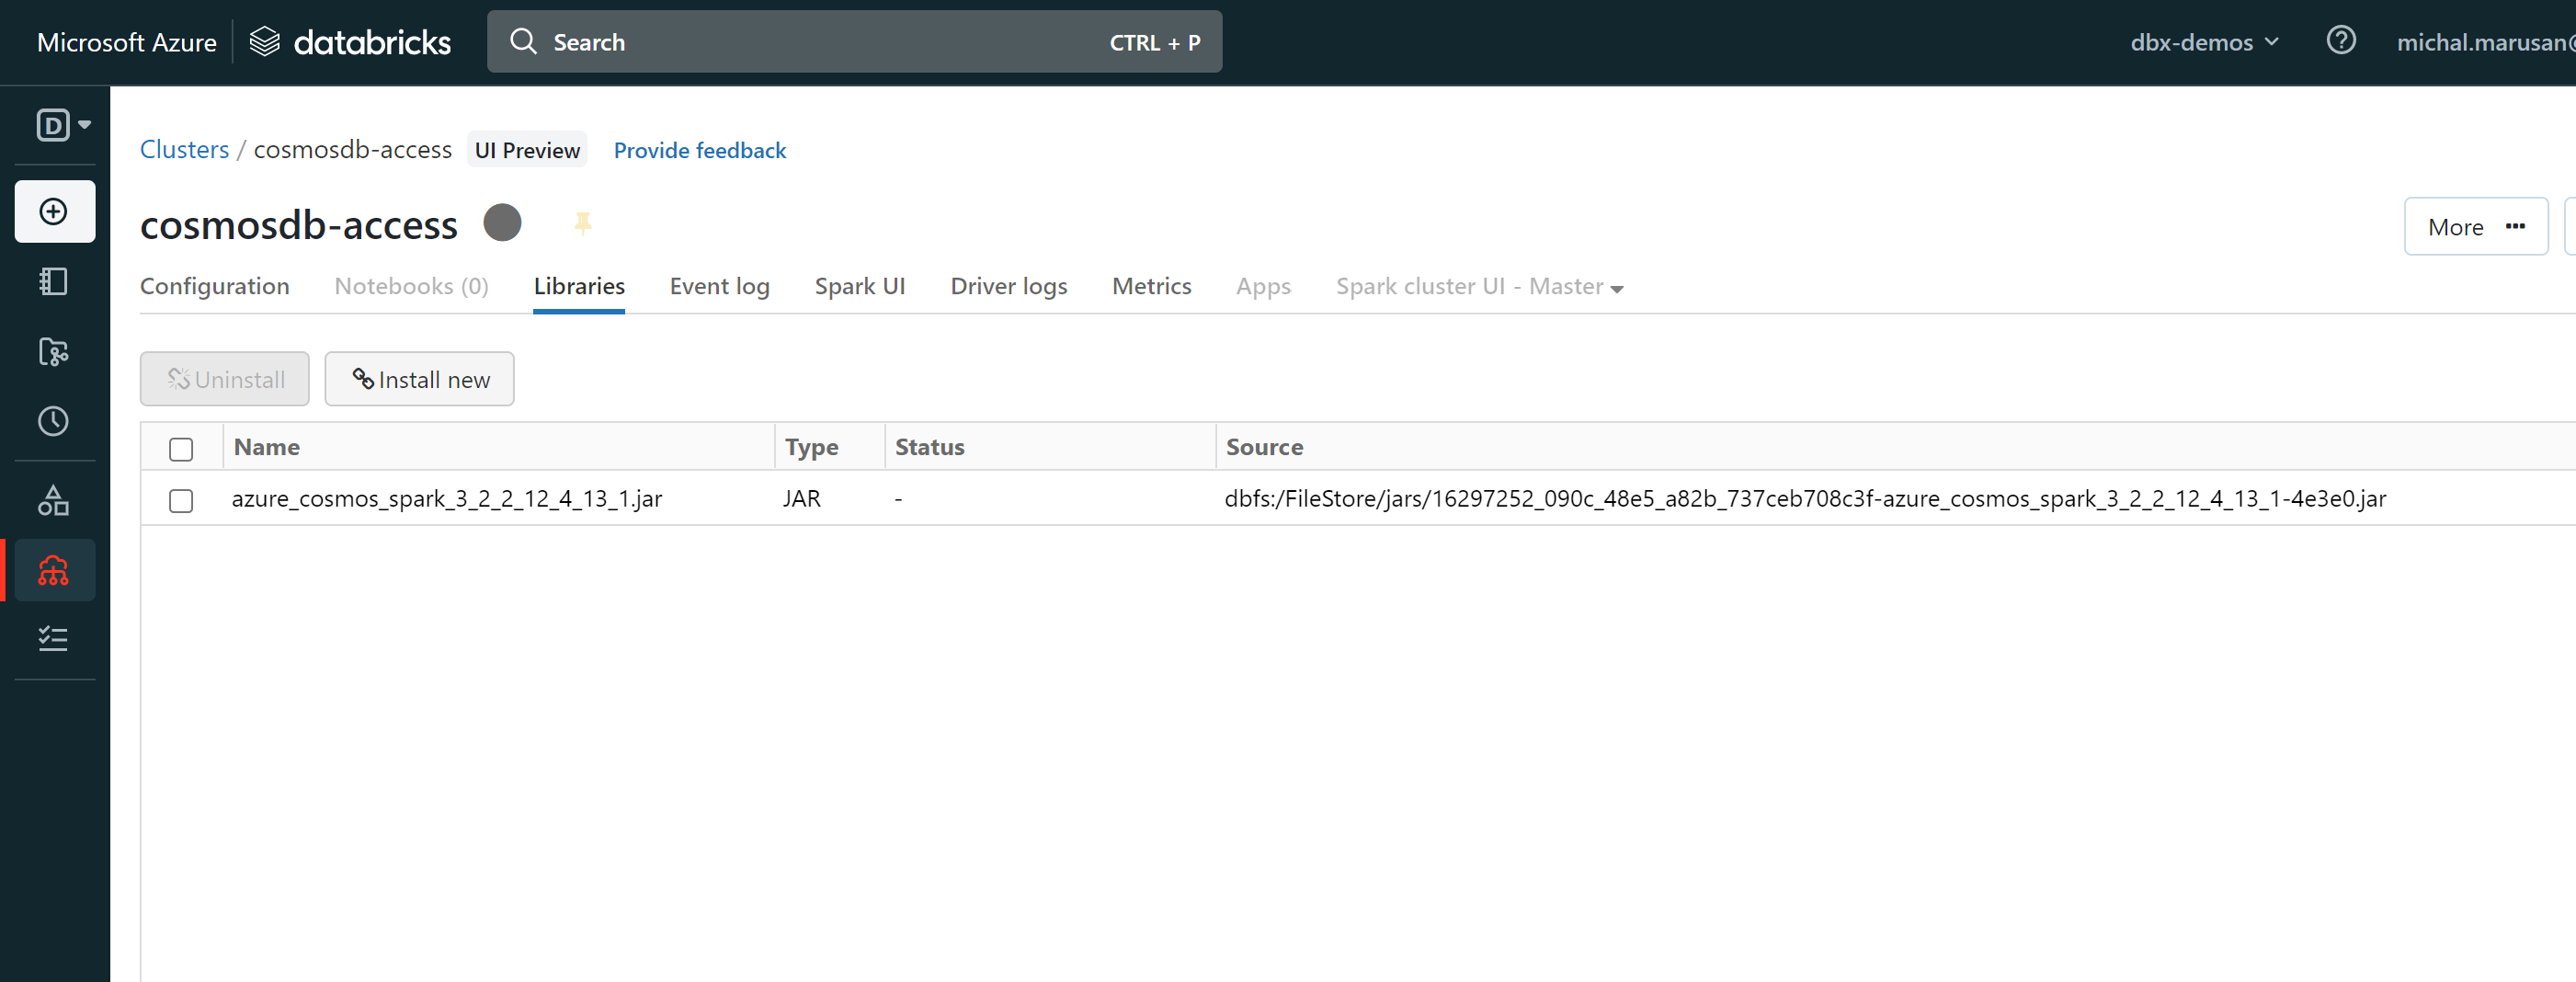 Microsoft Azure databricks Search CTRL + P dbx-demos michal.marusan@
D
Clusters / cosmosdb-access UI Preview Provide feedback
cosmosdb-access More ...
Configuration Notebooks (0) Libraries Event log Spark UI Driver logs Metrics Apps Spark cluster UI - Master
Uninstall Install new
Name Type Status Source
azure_cosmos_spark_3_2_2_12_4_13_1.jar JAR - dbfs:/FileStore/jars/16297252_090c_48e5_a82b_737ceb708c3f-azure_cosmos_spark_3_2_2_12_4_13_1-4e3e0.jar